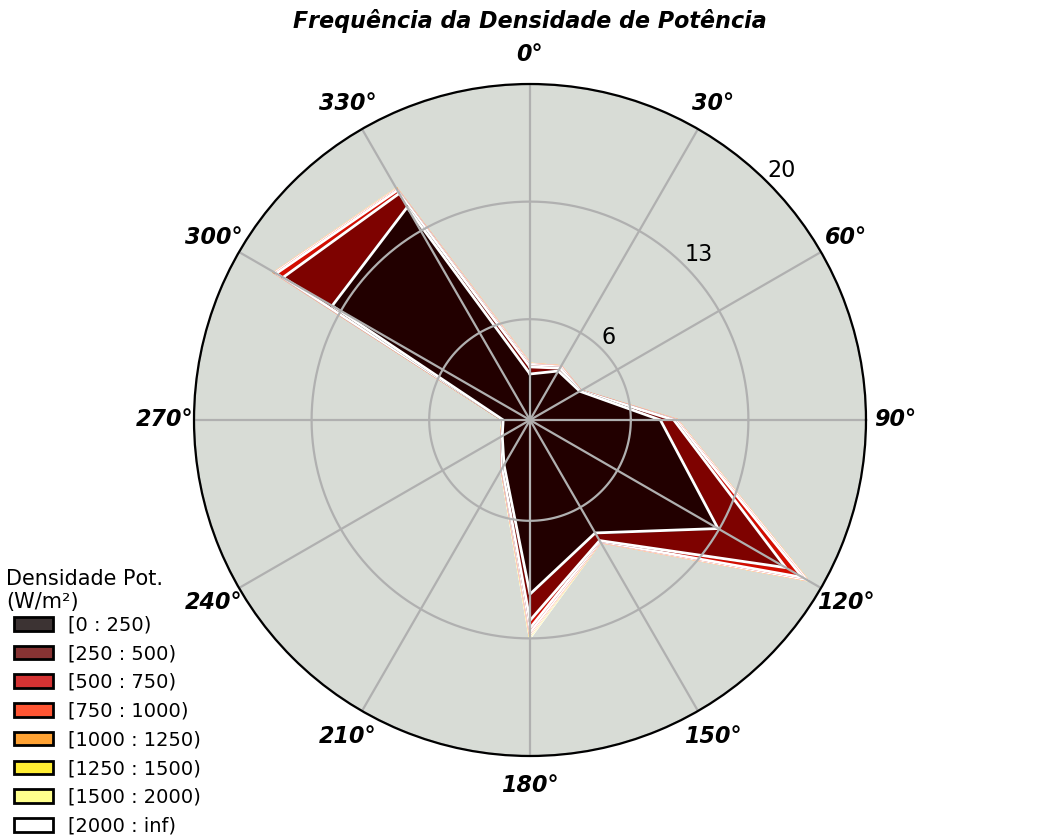 Frequência da Densidade de Potência
0°
330°
30°
20
300°
60°
13
6
270°
90°
240°
120°
210°
150°
180°
Densidade Pot.
(W/m²)
[0 : 250)
[250 : 500)
[500 : 750)
[750 : 1000)
[1000 : 1250)
[1250 : 1500)
[1500 : 2000)
[2000 : inf)